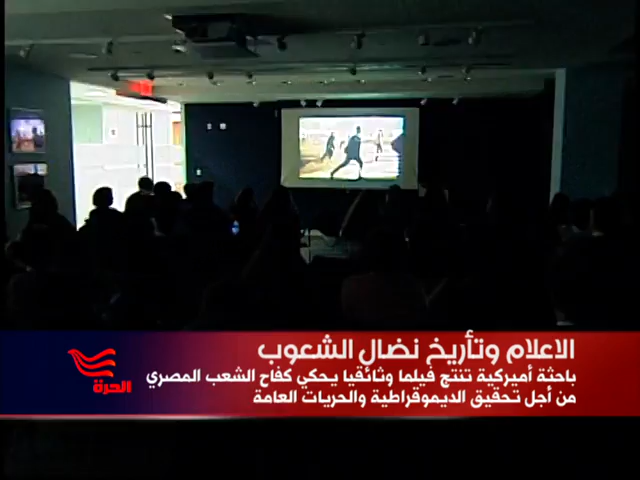 الاعلام وتأريخ نضال الشعوب
باحثة أميركية تنتج فيلما وثائقيا يحكي كفاح الشعب المصري
من أجل تحقيق الديموقراطية والحريات العامة
الحرة